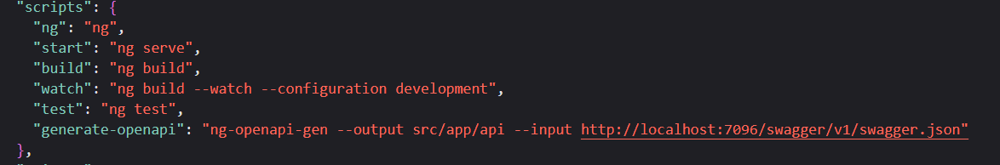 "scripts": {
"ng": "ng",
"start": "ng serve",
"build": "ng build",
"watch": "ng build --watch --configuration development",
"test": "ng test",
"generate-openapi": "ng-openapi-gen --output src/app/api --input http://localhost:7096/swagger/v1/swagger.json"
},